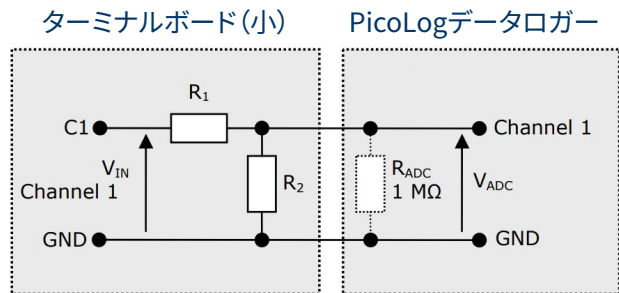 ターミナルボード（小）
PicoLogデータロガー
R1
C1
Channel 1
VIN
Channel 1
R2
RADC
1 MΩ
VADC
GND
GND